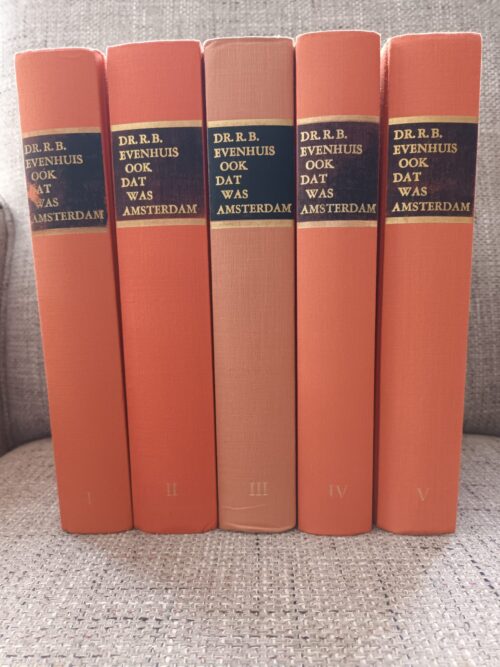 DR. R. B.
EVENHUIS
OOK
DAT
WAS
AMSTERDAM
I
DR. R. B.
EVENHUIS
OOK
DAT
WAS
AMSTERDAM
II
DR. R. B.
EVENHUIS
OOK
DAT
WAS
AMSTERDAM
III
DR. R. B.
EVENHUIS
OOK
DAT
WAS
AMSTERDAM
IV
DR. R. B.
EVENHUIS
OOK
DAT
WAS
AMSTERDAM
V